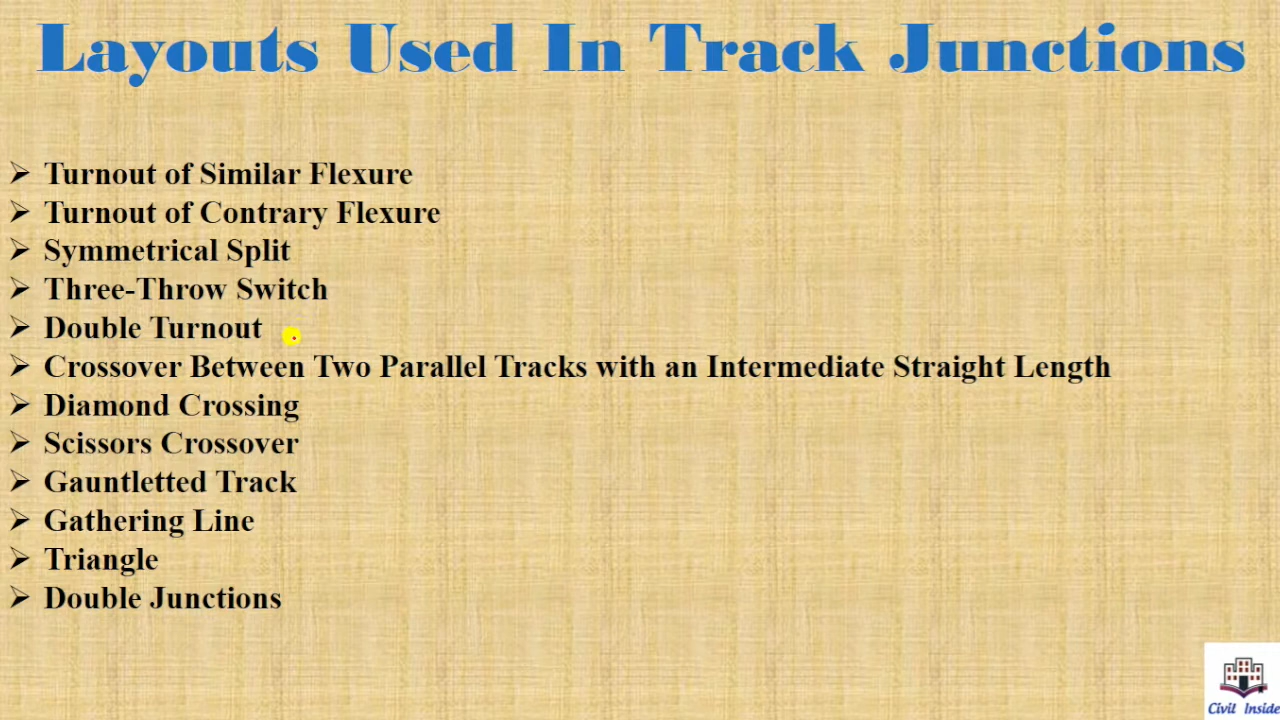 Layouts Used In Track Junctions
Turnout of Similar Flexure
Turnout of Contrary Flexure
Symmetrical Split
Three-Throw Switch
Double Turnout
Crossover Between Two Parallel Tracks with an Intermediate Straight Length
Diamond Crossing
Scissors Crossover
Gauntletted Track
Gathering Line
Triangle
Double Junctions
Civil Inside